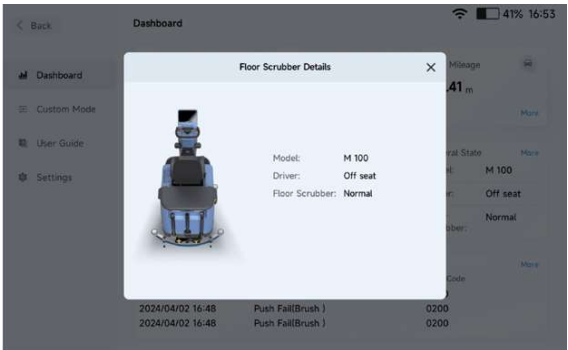 Back
Dashboard
41% 16:53
Dashboard
Custom Mode
User Guide
Settings
Floor Scrubber Details
Model: M 100
Driver: Off seat
Floor Scrubber: Normal
Mileage
.41 m
More
ral State More
M 100
Off seat
Normal
More
Code
2024/04/02 16:48 Push Fail(Brush ) 0200
2024/04/02 16:48 Push Fail(Brush ) 0200